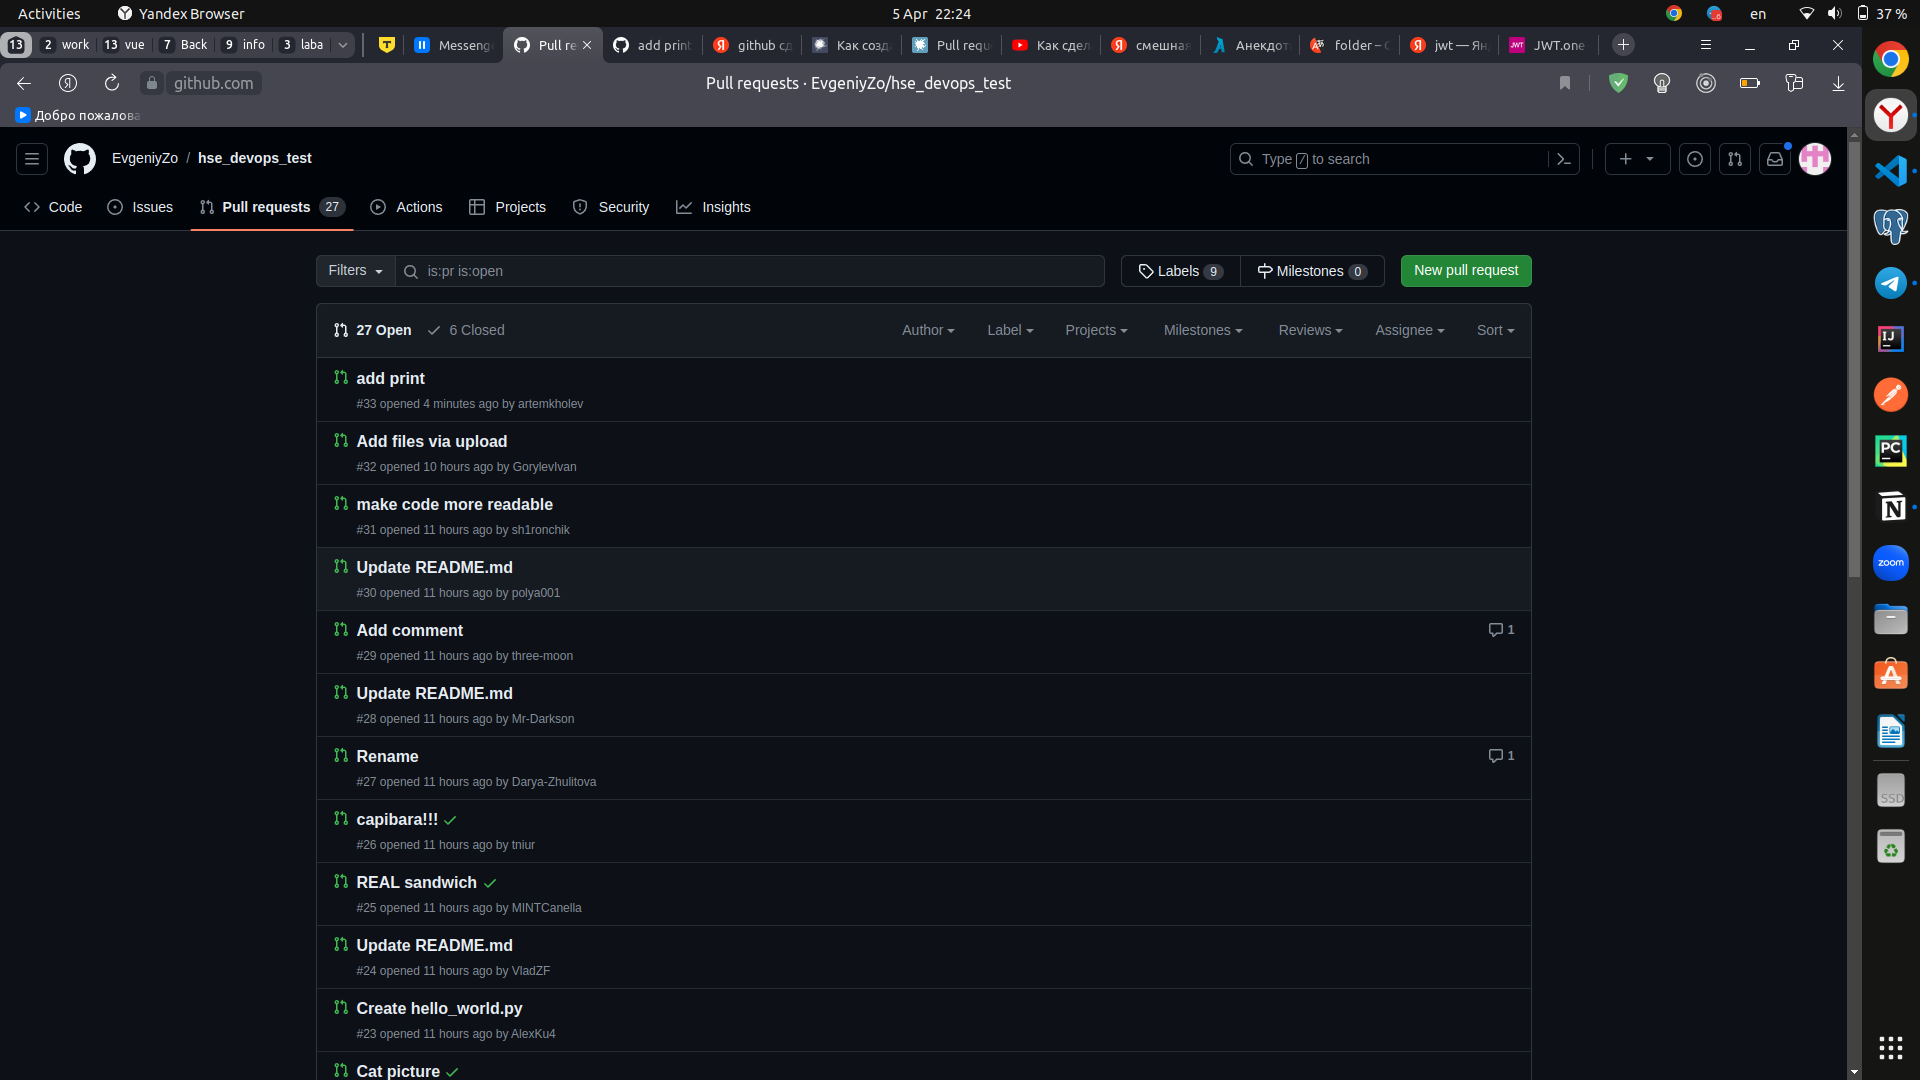 Activities Yandex Browser 5 Apr 22:24 en 37 %
13 2 work 13 vue 7 Back 9 info 3 laba Messeng Pull re add print github сд Как созда Pull requ Как сдел смешная Анекдот folder – jwt — Ян JWT.one
github.com Pull requests · EvgeniyZo/hse_devops_test
Добро пожалова
EvgeniyZo / hse_devops_test Type / to search
Code Issues Pull requests 27 Actions Projects Security Insights
Filters is:pr is:open Labels 9 Milestones 0 New pull request
27 Open 6 Closed Author Label Projects Milestones Reviews Assignee Sort
add print
#33 opened 4 minutes ago by artemkholev
Add files via upload
#32 opened 10 hours ago by GorylevIvan
make code more readable
#31 opened 11 hours ago by sh1ronchik
Update README.md
#30 opened 11 hours ago by polya001
Add comment 1
#29 opened 11 hours ago by three-moon
Update README.md
#28 opened 11 hours ago by Mr-Darkson
Rename 1
#27 opened 11 hours ago by Darya-Zhulitova
capibara!!!
#26 opened 11 hours ago by tniur
REAL sandwich
#25 opened 11 hours ago by MINTCanella
Update README.md
#24 opened 11 hours ago by VladZF
Create hello_world.py
#23 opened 11 hours ago by AlexKu4
Cat picture
IJ
PC
zoom
SSD